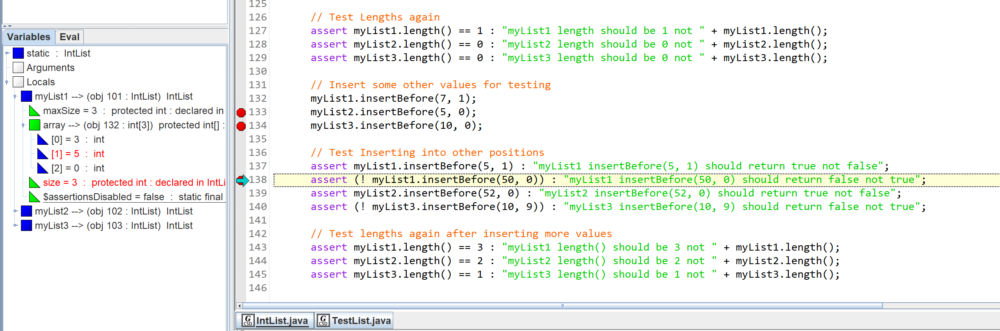 Variables Eval
static : IntList
Arguments
Locals
myList1 --> (obj 101 : IntList) IntList
maxSize = 3 : protected int : declared in
array --> (obj 132 : int[3]) protected int[] :
[0] = 3 : int
[1] = 5 : int
[2] = 0 : int
size = 3 : protected int : declared in IntLi
$assertionsDisabled = false : static final
myList2 --> (obj 102 : IntList) IntList
myList3 --> (obj 103 : IntList) IntList
125
126 // Test Lengths again
127 assert myList1.length() == 1 : "myList1 length should be 1 not " + myList1.length();
128 assert myList2.length() == 0 : "myList2 length should be 0 not " + myList2.length();
129 assert myList3.length() == 0 : "myList3 length should be 0 not " + myList3.length();
130
131 // Insert some other values for testing
132 myList1.insertBefore(7, 1);
133 myList2.insertBefore(5, 0);
134 myList3.insertBefore(10, 0);
135
136 // Test Inserting into other positions
137 assert myList1.insertBefore(5, 1) : "myList1 insertBefore(5, 1) should return true not false";
138 assert (! myList1.insertBefore(50, 0)) : "myList1 insertBefore(50, 0) should return false not true";
139 assert myList2.insertBefore(52, 0) : "myList2 insertBefore(52, 0) should return true not false";
140 assert (! myList3.insertBefore(10, 9)) : "myList3 insertBefore(10, 9) should return false not true";
141
142 // Test lengths again after inserting more values
143 assert myList1.length() == 3 : "myList1 length() should be 3 not " + myList1.length();
144 assert myList2.length() == 2 : "myList2 length() should be 2 not " + myList2.length();
145 assert myList3.length() == 1 : "myList3 length() should be 1 not " + myList3.length();
146
G CSD IntList.java G CSD TestList.java